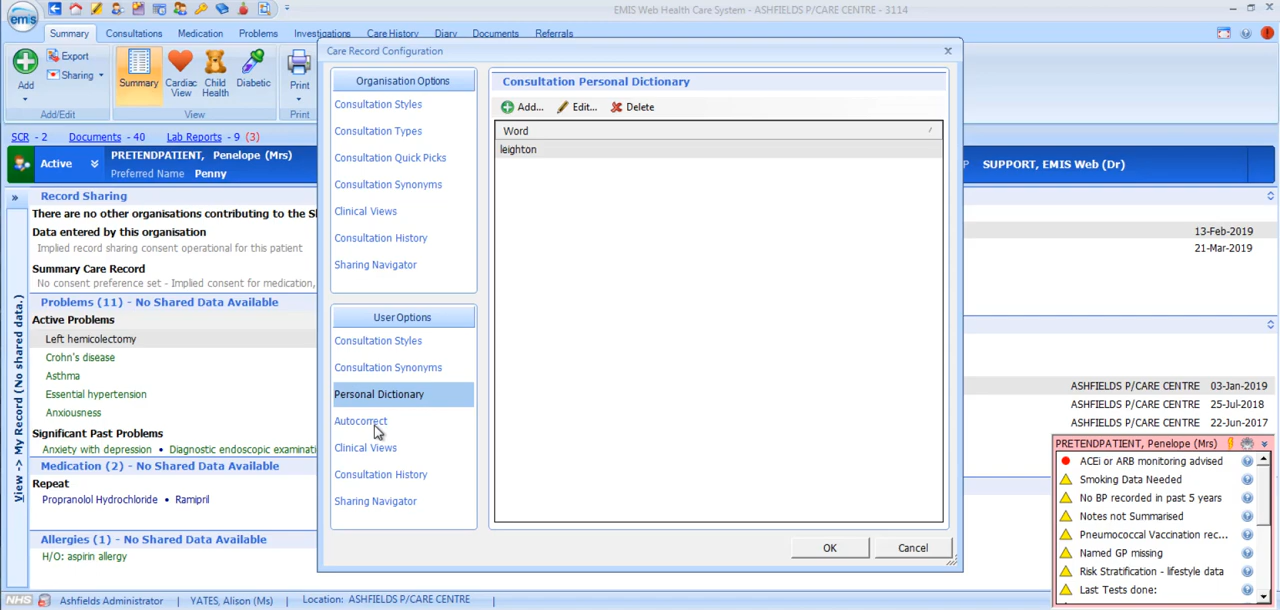 EMIS Web Health Care System - ASHFIELDS P/CARE CENTRE - 3114
emis
Summary Consultations Medication Problems Investigations Care History Diary Documents Referrals
Add
Export
Sharing
Summary
Cardiac View
Child Health
Diabetic
Print
Add/Edit View Print
SCR - 2 Documents - 40 Lab Reports - 9 (3)
Active
PRETENDPATIENT, Penelope (Mrs)
Preferred Name Penny
P SUPPORT, EMIS Web (Dr)
View -> My Record (No shared data.)
Record Sharing
There are no other organisations contributing to the S
Data entered by this organisation
Implied record sharing consent operational for this patient
Summary Care Record
No consent preference set - Implied consent for medication,
Problems (11) - No Shared Data Available
Active Problems
Left hemicolectomy
Crohn's disease
Asthma
Essential hypertension
Anxiousness
Significant Past Problems
Anxiety with depression • Diagnostic endoscopic examinati
Medication (2) - No Shared Data Available
Repeat
Propranolol Hydrochloride • Ramipril
Allergies (1) - No Shared Data Available
H/O: aspirin allergy
Care Record Configuration
Organisation Options
Consultation Styles
Consultation Types
Consultation Quick Picks
Consultation Synonyms
Clinical Views
Consultation History
Sharing Navigator
User Options
Consultation Styles
Consultation Synonyms
Personal Dictionary
Autocorrect
Clinical Views
Consultation History
Sharing Navigator
Consultation Personal Dictionary
Add... Edit... Delete
Word
leighton
OK Cancel
13-Feb-2019
21-Mar-2019
ASHFIELDS P/CARE CENTRE 03-Jan-2019
ASHFIELDS P/CARE CENTRE 25-Jul-2018
ASHFIELDS P/CARE CENTRE 22-Jun-2017
PRETENDPATIENT, Penelope (Mrs)
ACEi or ARB monitoring advised
Smoking Data Needed
No BP recorded in past 5 years
Notes not Summarised
Pneumococcal Vaccination rec...
Named GP missing
Risk Stratification - lifestyle data
Last Tests done:
NHS Ashfields Administrator YATES, Alison (Ms) Location: ASHFIELDS P/CARE CENTRE